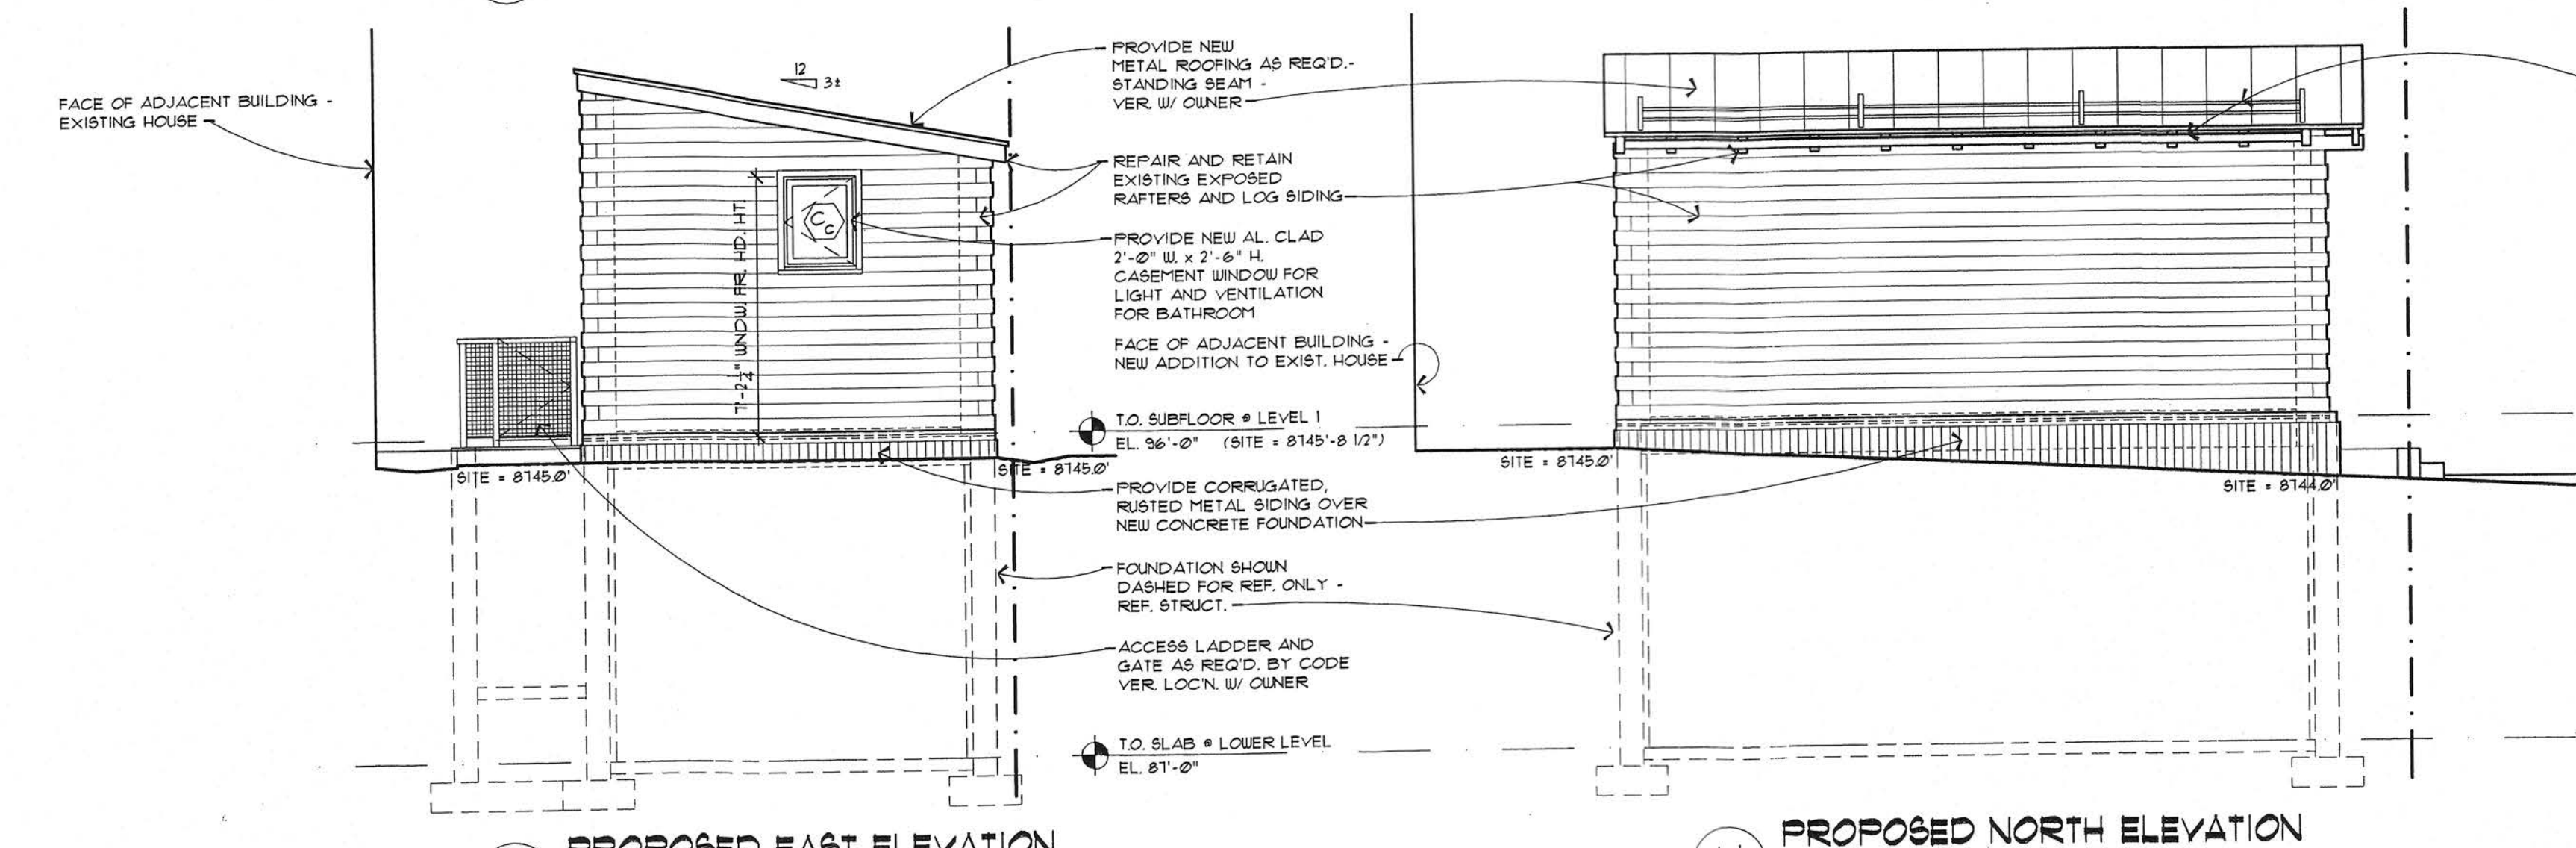 FACE OF ADJACENT BUILDING -
EXISTING HOUSE
12
3±
7'-2 1/4" WNDW. FR. HD. HT.
C
C
SITE = 8745.0'
SITE = 8745.0'
PROVIDE NEW
METAL ROOFING AS REQ'D.-
STANDING SEAM -
VER. W/ OWNER
REPAIR AND RETAIN
EXISTING EXPOSED
RAFTERS AND LOG SIDING
PROVIDE NEW AL. CLAD
2'-0" W. x 2'-6" H.
CASEMENT WINDOW FOR
LIGHT AND VENTILATION
FOR BATHROOM
FACE OF ADJACENT BUILDING -
NEW ADDITION TO EXIST. HOUSE
T.O. SUBFLOOR @ LEVEL 1
EL. 96'-0" (SITE = 8745'-8 1/2")
PROVIDE CORRUGATED,
RUSTED METAL SIDING OVER
NEW CONCRETE FOUNDATION
FOUNDATION SHOWN
DASHED FOR REF. ONLY -
REF. STRUCT.
ACCESS LADDER AND
GATE AS REQ'D. BY CODE
VER. LOC'N. W/ OWNER
T.O. SLAB @ LOWER LEVEL
EL. 87'-0"
SITE = 8745.0'
SITE = 8744.0'
PROPOSED EAST ELEVATION
PROPOSED NORTH ELEVATION